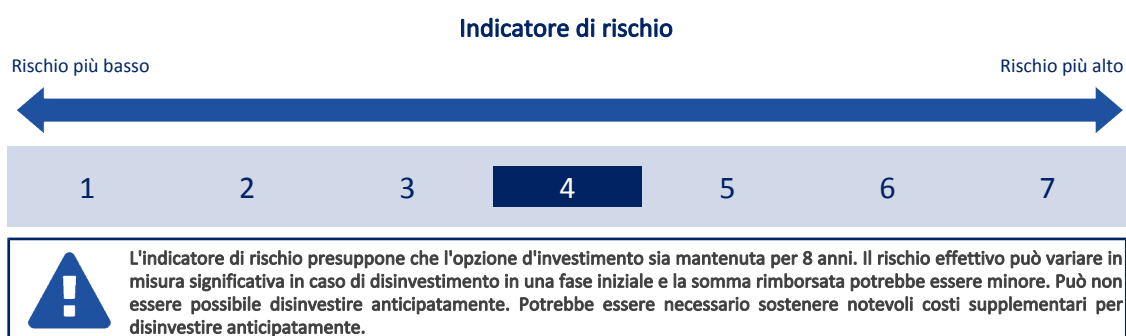 Indicatore di rischio
Rischio più basso Rischio più alto
1 2 3 4 5 6 7
L'indicatore di rischio presuppone che l'opzione d'investimento sia mantenuta per 8 anni. Il rischio effettivo può variare in
misura significativa in caso di disinvestimento in una fase iniziale e la somma rimborsata potrebbe essere minore. Può non
essere possibile disinvestire anticipatamente. Potrebbe essere necessario sostenere notevoli costi supplementari per
disinvestire anticipatamente.